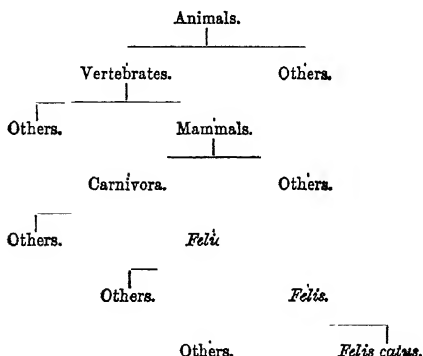 Animals.
Vertebrates. Others.
Others. Mammals.
Carnivora. Others.
Others.
Others. Felis.
Others. Felis catus.